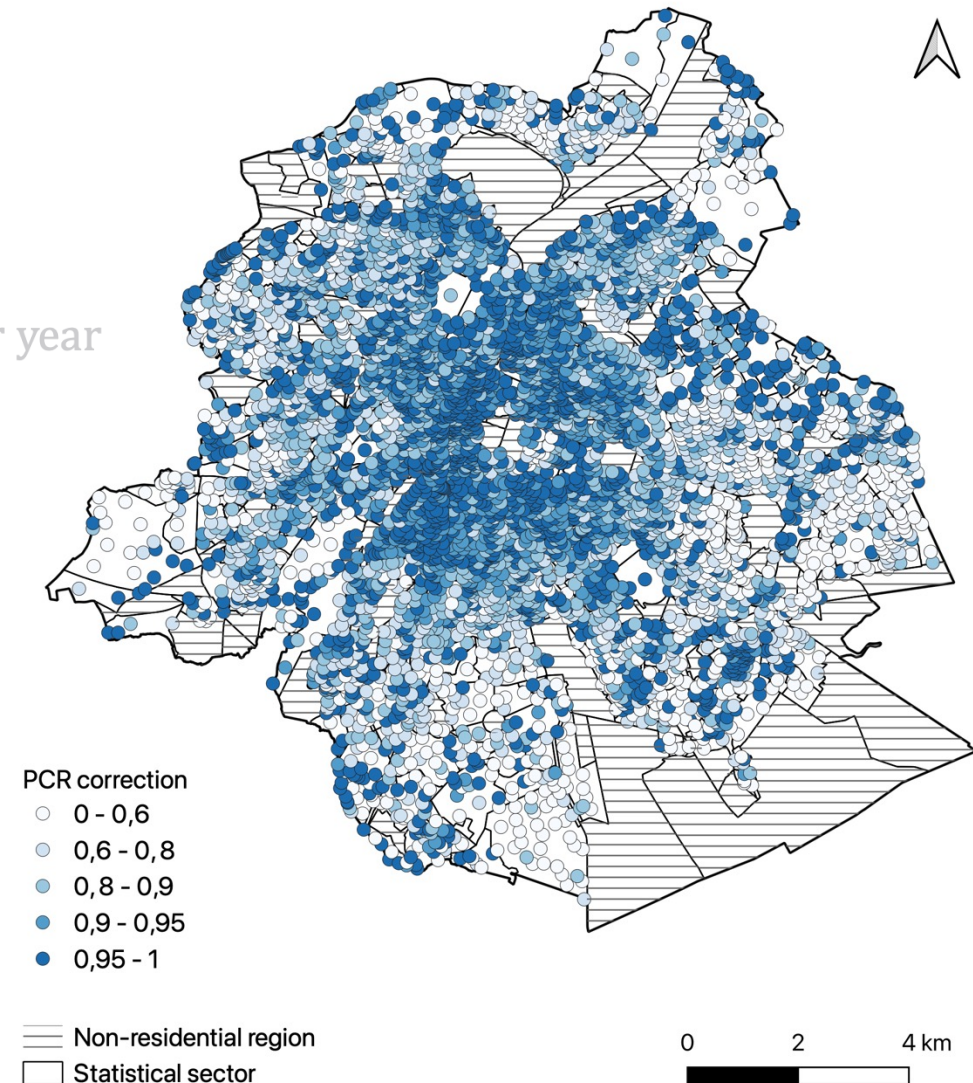 r year
PCR correction
0 - 0,6
0,6 - 0,8
0,8 - 0,9
0,9 - 0,95
0,95 - 1
Non-residential region
Statistical sector
0 2 4 km